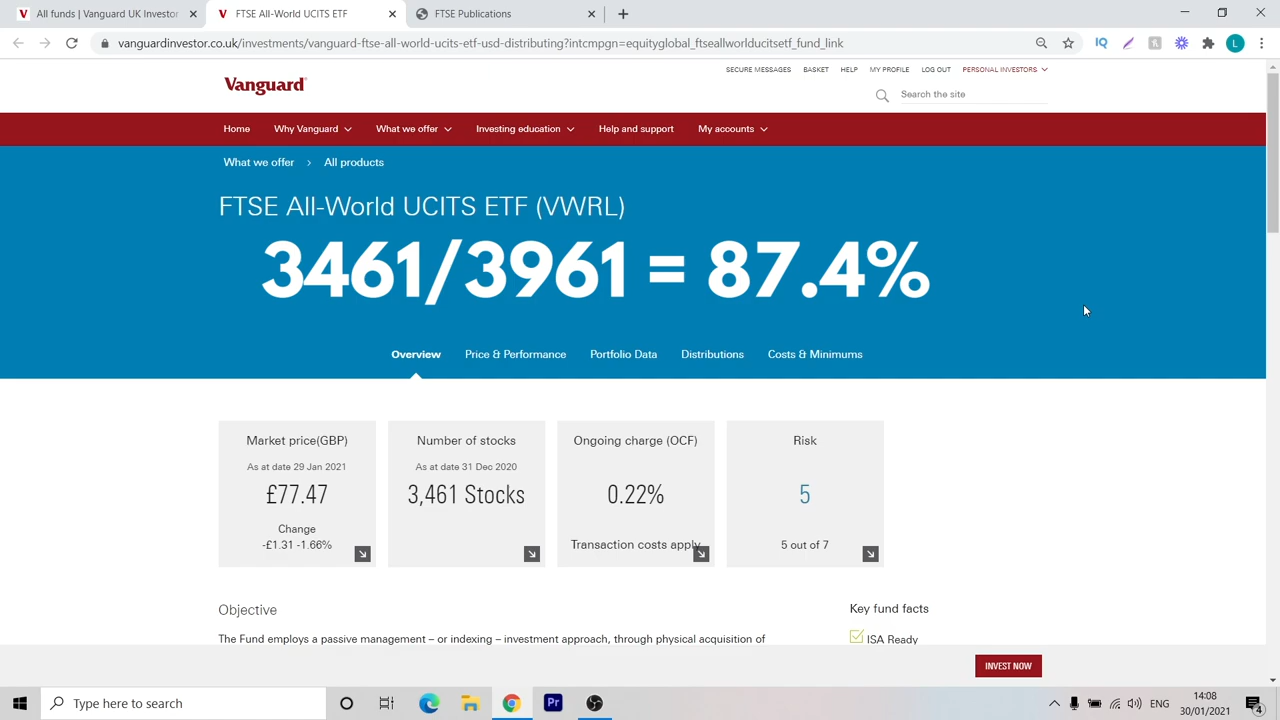 All funds | Vanguard UK Investor
FTSE All-World UCITS ETF
FTSE Publications
vanguardinvestor.co.uk/investments/vanguard-ftse-all-world-ucits-etf-usd-distributing?intcmpgn=equityglobal_ftseallworlducitsetf_fund_link
L
SECURE MESSAGES BASKET HELP MY PROFILE LOG OUT PERSONAL INVESTORS
Vanguard
Search the site
Home Why Vanguard What we offer Investing education Help and support My accounts
What we offer > All products
FTSE All-World UCITS ETF (VWRL)
3461/3961 = 87.4%
Overview Price & Performance Portfolio Data Distributions Costs & Minimums
Market price(GBP)
As at date 29 Jan 2021
£77.47
Change
-£1.31 -1.66%
Number of stocks
As at date 31 Dec 2020
3,461 Stocks
Ongoing charge (OCF)
0.22%
Transaction costs apply
Risk
5
5 out of 7
Objective
The Fund employs a passive management – or indexing – investment approach, through physical acquisition of
Key fund facts
ISA Ready
INVEST NOW
Type here to search
Pr
ENG
14:08
30/01/2021
4